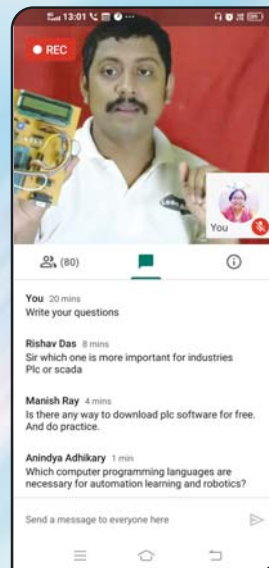 13:01
REC
You
(80)
You 20 mins
Write your questions
Rishav Das 8 mins
Sir which one is more important for industries
Plc or scada
Manish Ray 4 mins
Is there any way to download plc software for free.
And do practice.
Anindya Adhikary 1 min
Which computer programming languages are
necessary for automation learning and robotics?
Send a message to everyone here